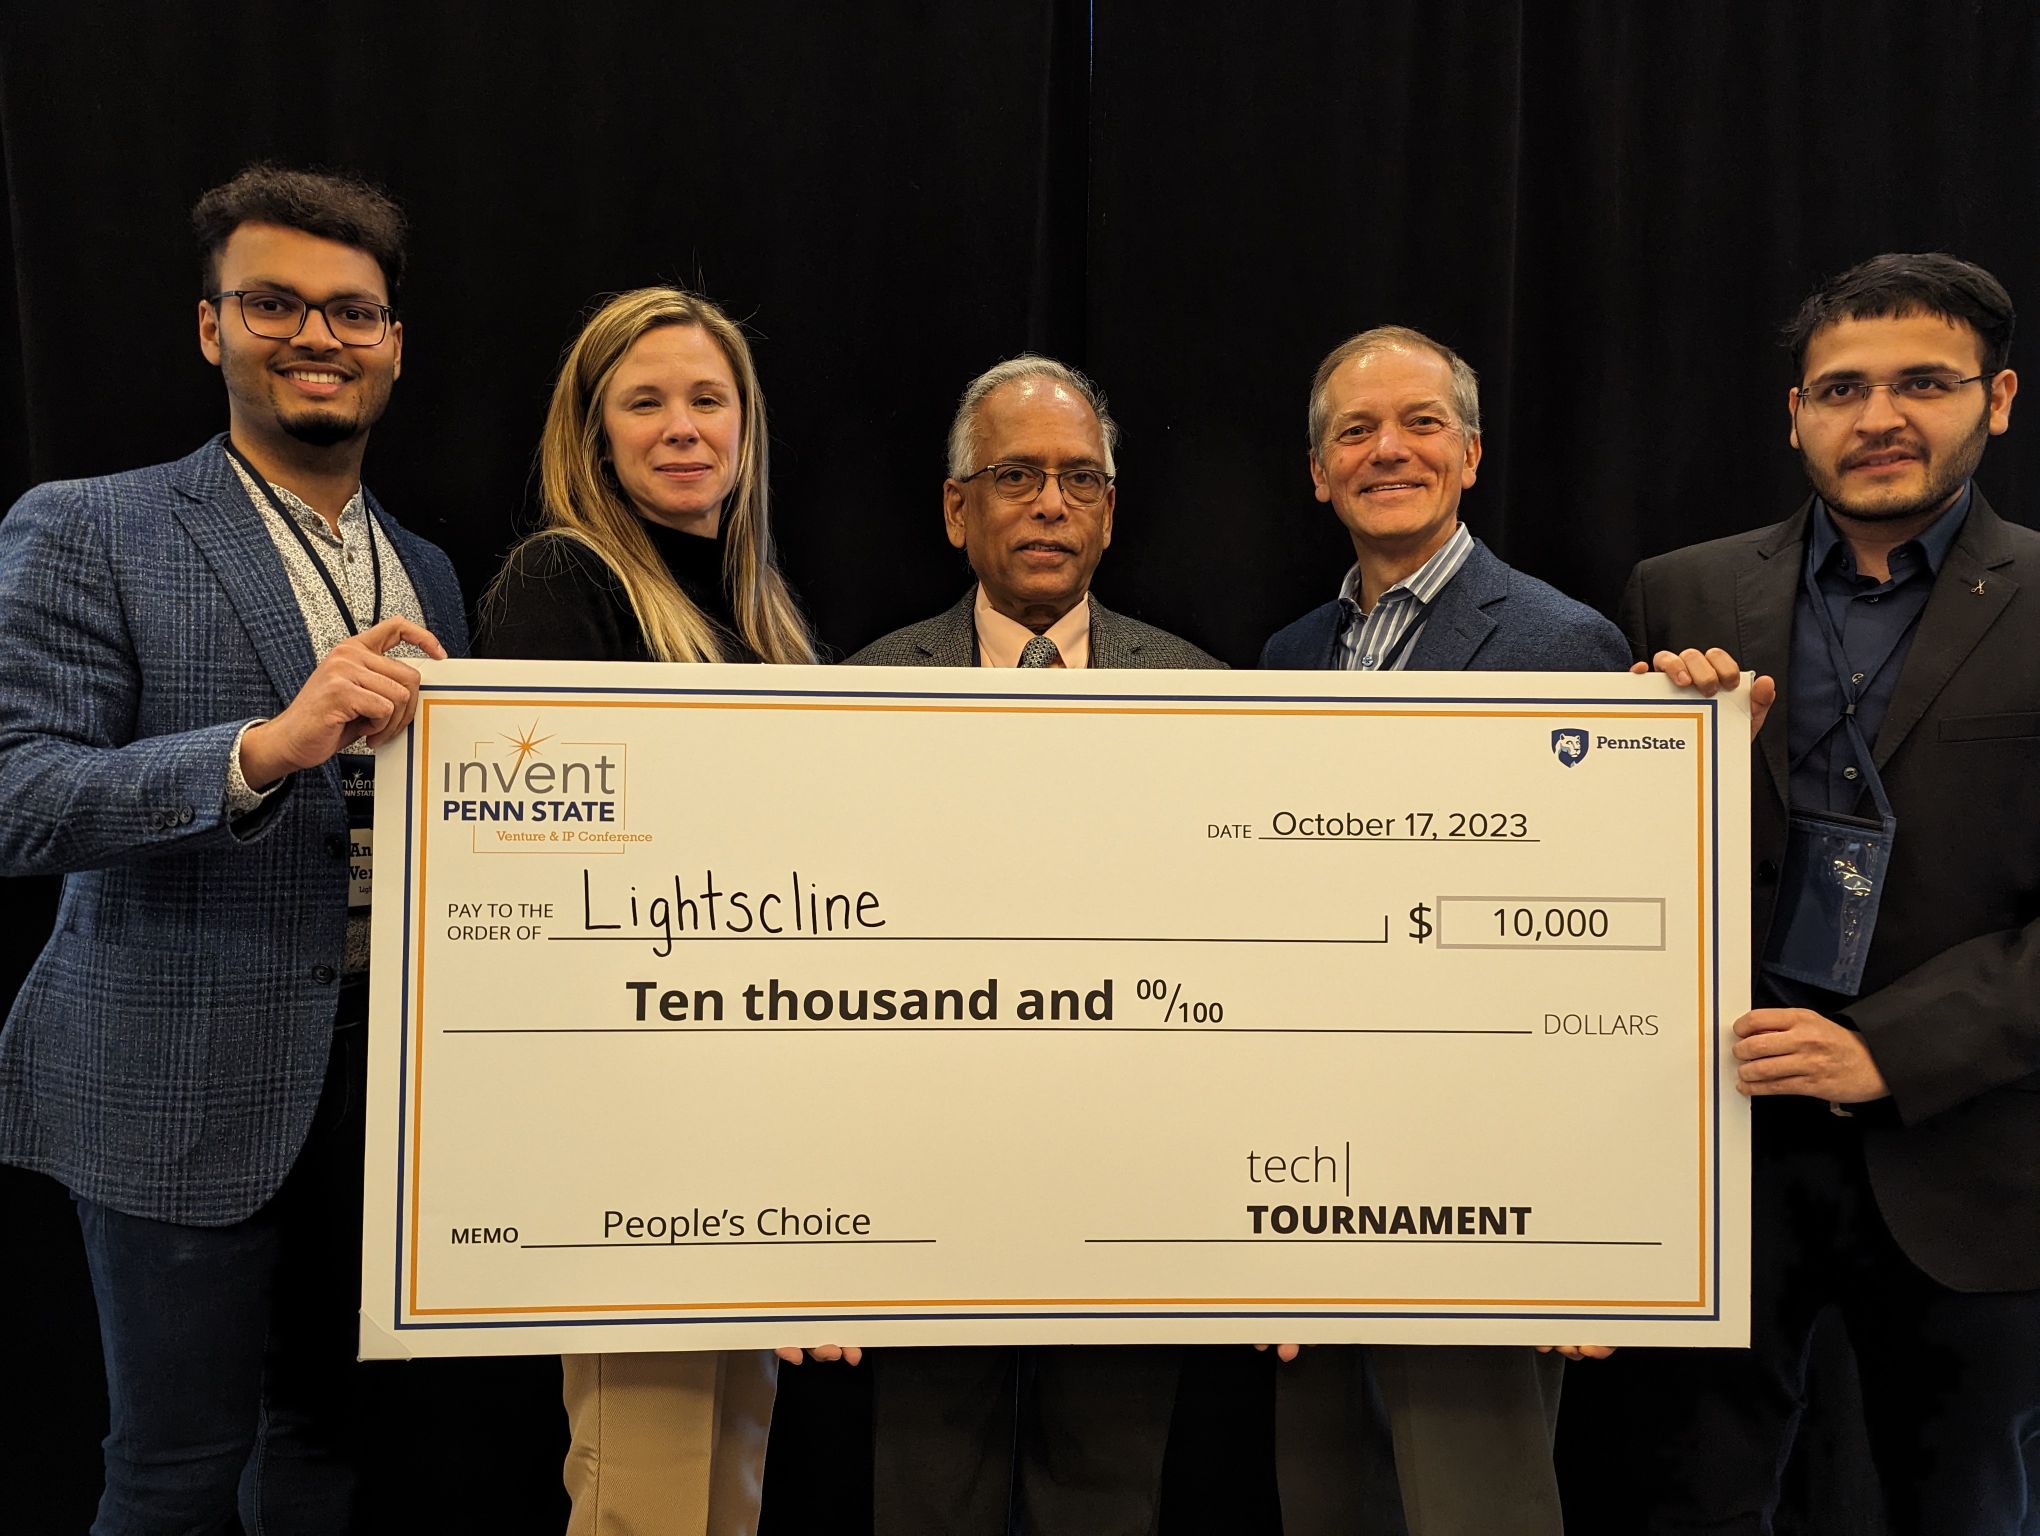 invent
PENN STATE
Venture & IP Conference
PennState
DATE October 17, 2023
PAY TO THE
ORDER OF Lightscline $ 10,000
Ten thousand and 00/100 DOLLARS
tech|
MEMO People's Choice TOURNAMENT